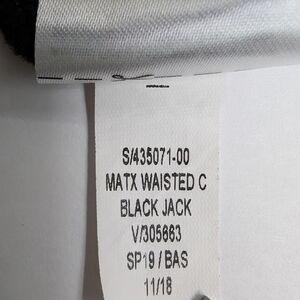 S/435071-00
MATX WAISTED C
BLACK JACK
V/305663
SP19 / BAS
11/18